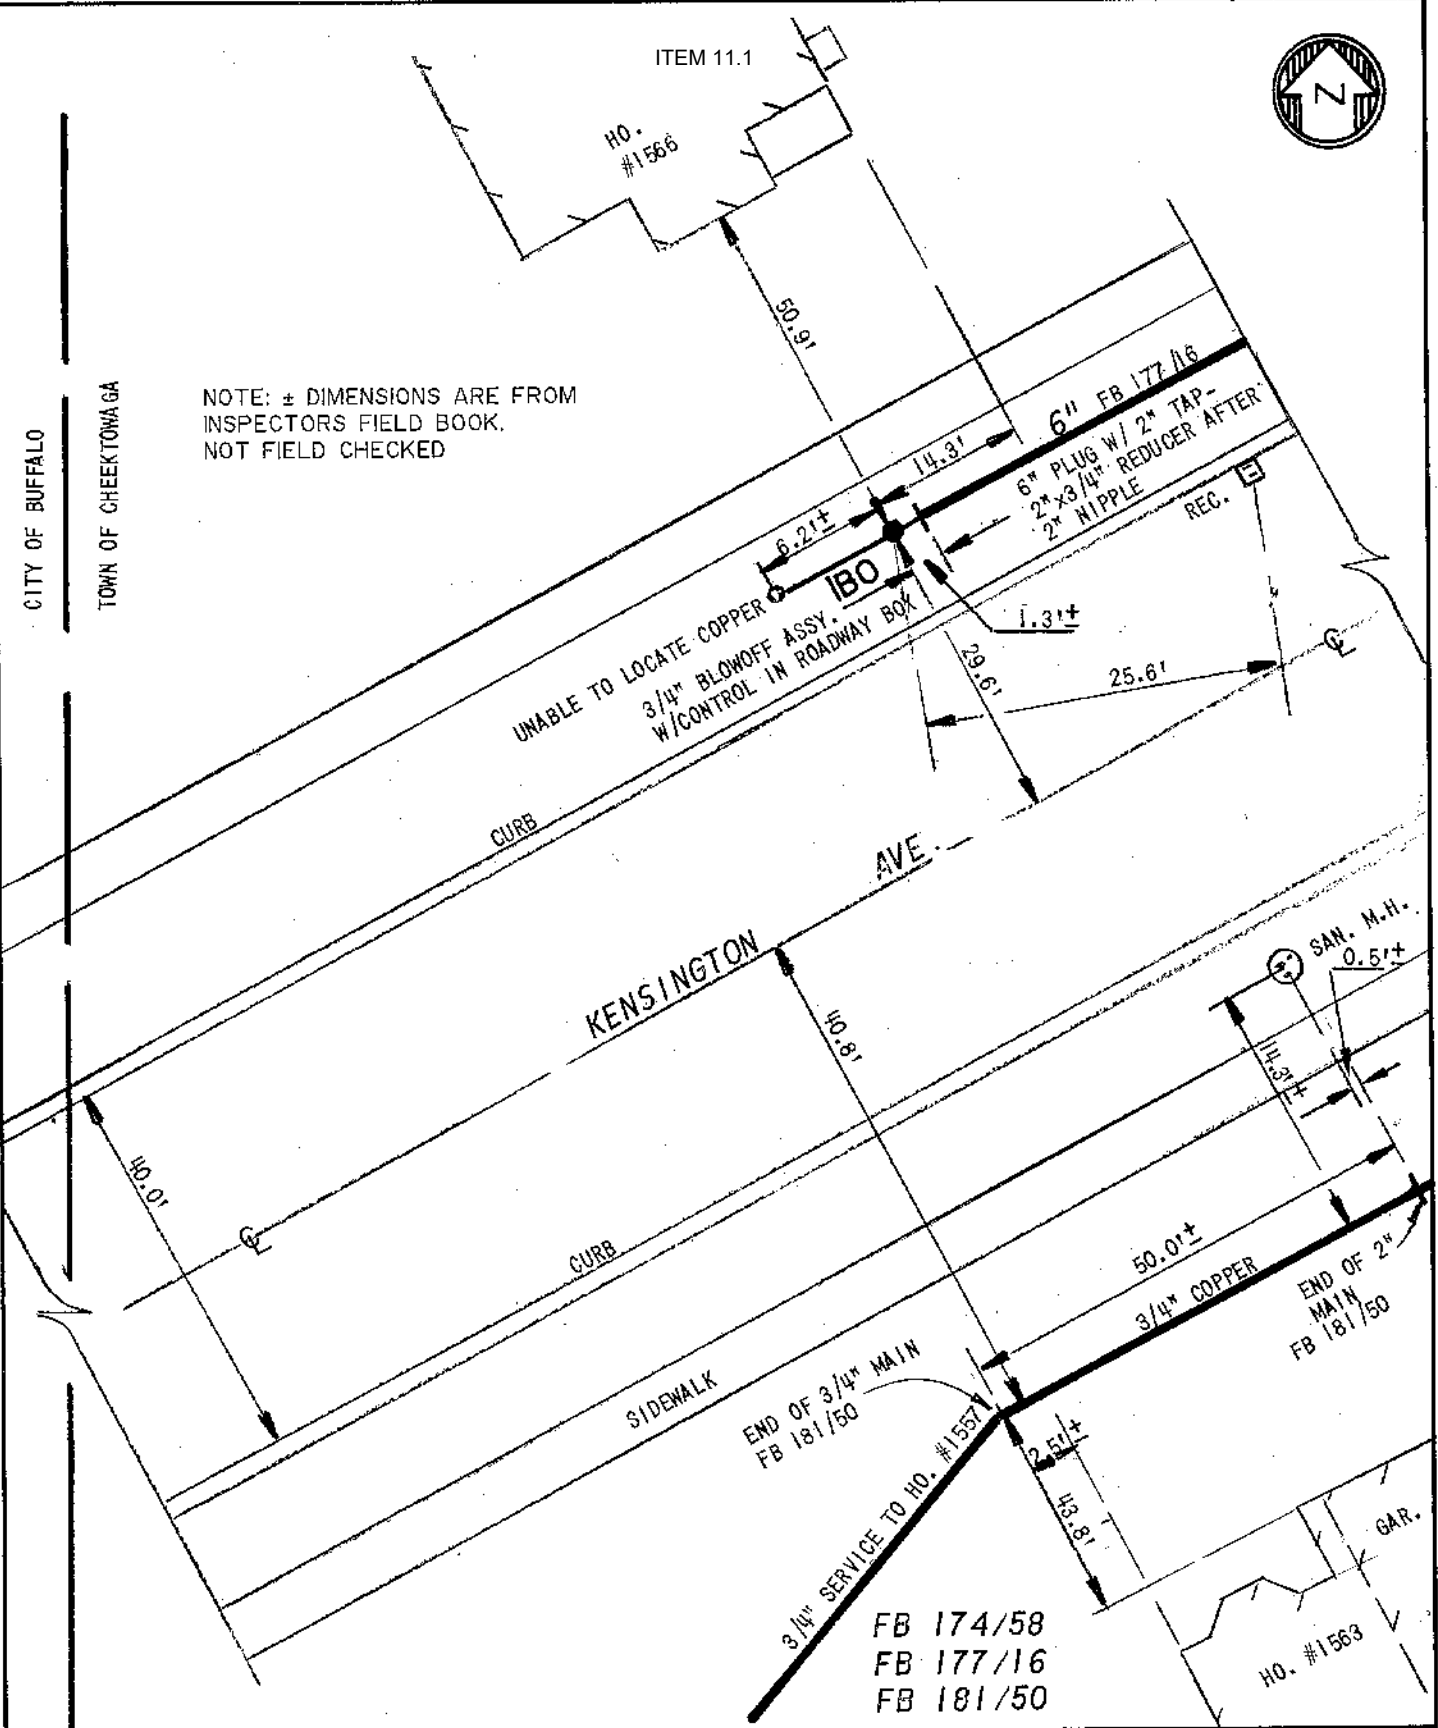 ITEM 11.1
N
HO.
#1566
50.9'
CITY OF BUFFALO
TOWN OF CHEEKTOWAGA
NOTE: ± DIMENSIONS ARE FROM
INSPECTORS FIELD BOOK.
NOT FIELD CHECKED
14.3'
6" FB 177/16
6" PLUG W/ 2" TAP-
2"x3/4" REDUCER AFTER
2" NIPPLE
REC.
6.2'±
IBO
1.3'±
UNABLE TO LOCATE COPPER
3/4" BLOWOFF ASSY.
W/CONTROL IN ROADWAY BOX
29.6'
25.6'
CL
CURB
KENSINGTON AVE.
SAN. M.H.
0.5'±
14.3'±
40.8'
40.0'
CL
CURB
50.0'±
3/4" COPPER
END OF 2"
MAIN
FB 181/50
SIDEWALK
END OF 3/4" MAIN
FB 181/50
3/4" SERVICE TO HO. #1557
2.5'±
43.8'
GAR.
HO. #1563
FB 174/58
FB 177/16
FB 181/50